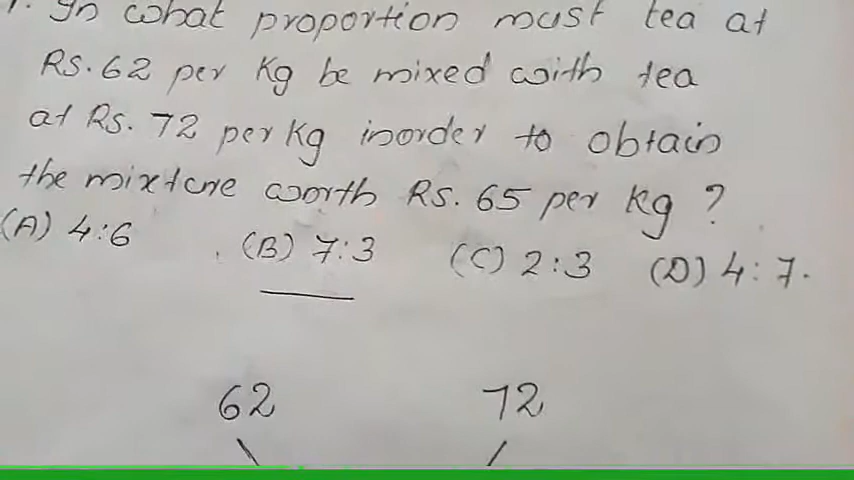 1. In what proportion must tea at
Rs. 62 per Kg be mixed with tea
at Rs. 72 per Kg inorder to obtain
the mixture worth Rs. 65 per kg ?
(A) 4:6 (B) 7:3 (C) 2:3 (D) 4:7.
62 72